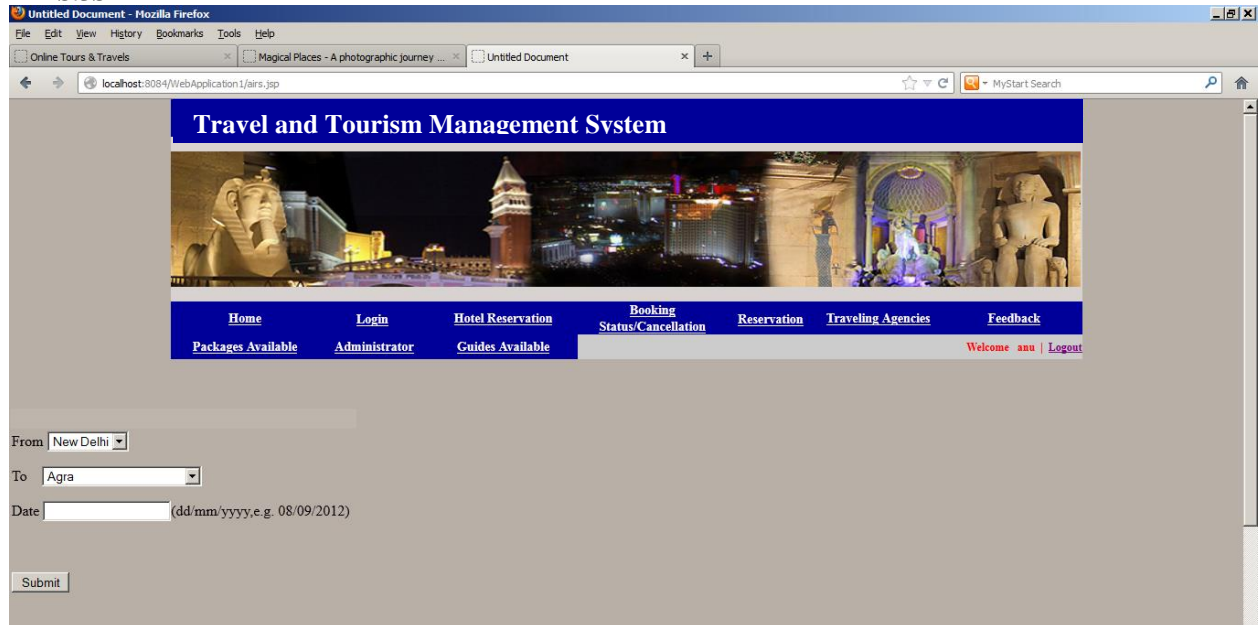 Untitled Document - Mozilla Firefox
File Edit View History Bookmarks Tools Help
Online Tours & Travels
Magical Places - A photographic journey ...
Untitled Document
localhost:8084/WebApplication1/airs.jsp
MyStart Search
Travel and Tourism Management System
Home Login Hotel Reservation Booking Status/Cancellation Reservation Traveling Agencies Feedback
Packages Available Administrator Guides Available Welcome anu | Logout
From New Delhi
To Agra
Date (dd/mm/yyyy,e.g. 08/09/2012)
Submit